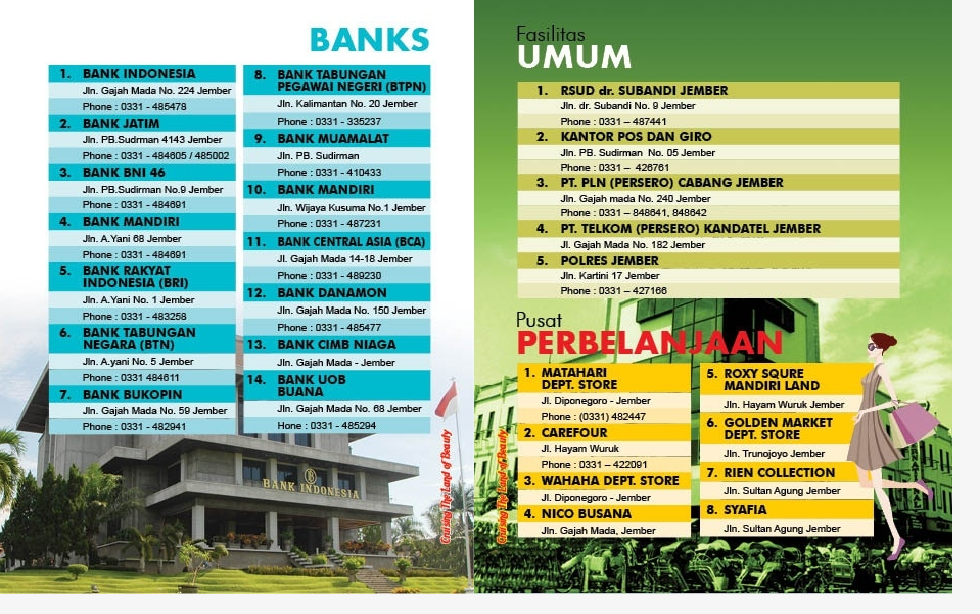 BANKS
1. BANK INDONESIA
Jln. Gajah Mada No. 224 Jember
Phone : 0331 - 485478
2. BANK JATIM
Jln. PB.Sudrman 4143 Jember
Phone : 0331 - 484605 / 485002
3. BANK BNI 46
Jln. PB.Sudirman No.9 Jember
Phone : 0331 - 484691
4. BANK MANDIRI
Jln. A.Yani 68 Jember
Phone : 0331 - 484691
5. BANK RAKYAT
INDONESIA (BRI)
Jln. A.Yani No. 1 Jember
Phone : 0331 - 483258
6. BANK TABUNGAN
NEGARA (BTN)
Jln. A.yani No. 5 Jember
Phone : 0331 484611
7. BANK BUKOPIN
Jln. Gajah Mada No. 59 Jember
Phone : 0331 - 482941
8. BANK TABUNGAN
PEGAWAI NEGERI (BTPN)
Jln. Kalimantan No. 20 Jember
Phone : 0331 - 335237
9. BANK MUAMALAT
Jln. PB. Sudirman
Phone : 0331 - 410433
10. BANK MANDIRI
Jln. Wijaya Kusuma No.1 Jember
Phone : 0331 - 487231
11. BANK CENTRAL ASIA (BCA)
Jl. Gajah Mada 14-18 Jember
Phone : 0331 - 489230
12. BANK DANAMON
Jln. Gajah Mada No. 150 Jember
Phone : 0331 - 485477
13. BANK CIMB NIAGA
Jln. Gajah Mada - Jember
14. BANK UOB
BUANA
Jln. Gajah Mada No. 68 Jember
Hone : 0331 - 485294
BANK INDONESIA
Cruising The Land of Beauty
Fasilitas
UMUM
1. RSUD dr. SUBANDI JEMBER
Jln. dr. Subandi No. 9 Jember
Phone : 0331 – 487441
2. KANTOR POS DAN GIRO
Jln. PB. Sudirman No. 05 Jember
Phone : 0331 – 426761
3. PT. PLN (PERSERO) CABANG JEMBER
Jln. Gajah mada No. 240 Jember
Phone : 0331 – 848641, 848642
4. PT. TELKOM (PERSERO) KANDATEL JEMBER
Jl. Gajah Mada No. 182 Jember
5. POLRES JEMBER
Jln. Kartini 17 Jember
Phone : 0331 – 427166
Pusat
PERBELANJAAN
1. MATAHARI
DEPT. STORE
Jl. Diponegoro - Jember
Phone : (0331) 482447
2. CAREFOUR
Jl. Hayam Wuruk
Phone : 0331 – 422091
3. WAHAHA DEPT. STORE
Jl. Diponegoro - Jember
4. NICO BUSANA
Jln. Gajalh Mada, Jember
5. ROXY SQURE
MANDIRI LAND
Jln. Hayam Wuruk Jember
6. GOLDEN MARKET
DEPT. STORE
Jln. Trunojoyo Jember
7. RIEN COLLECTION
Jln. Sultan Agung Jember
8. SYAFIA
Jln. Sultan Agung Jember
Cruising The Land of Beauty